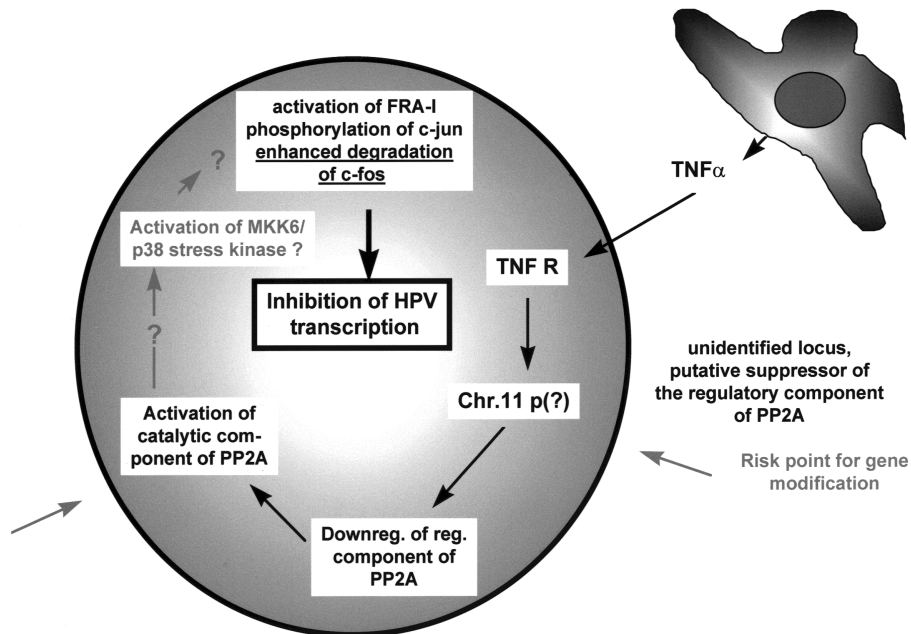 activation of FRA-I
phosphorylation of c-jun
enhanced degradation
of c-fos
?
Activation of MKK6/
p38 stress kinase ?
?
Inhibition of HPV
transcription
TNFα
TNF R
Chr.11 p(?)
unidentified locus,
putative suppressor of
the regulatory component
of PP2A
Risk point for gene
modification
Activation of
catalytic com-
ponent of PP2A
Downreg. of reg.
component of
PP2A